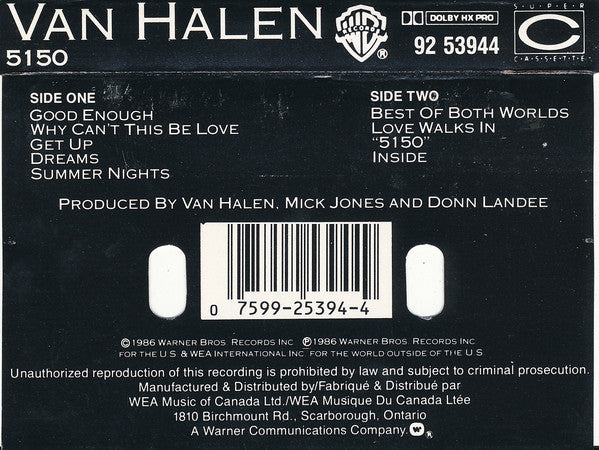 VAN HALEN
5150
WB
RECORDS
®
DOLBY HX PRO
92 53944
SUPER
C
CASSETTE
SIDE ONE
GOOD ENOUGH
WHY CAN'T THIS BE LOVE
GET UP
DREAMS
SUMMER NIGHTS
SIDE TWO
BEST OF BOTH WORLDS
LOVE WALKS IN
"5150"
INSIDE
PRODUCED BY VAN HALEN, MICK JONES AND DONN LANDEE
0 7599-25394-4
©1986 WARNER BROS. RECORDS INC. ℗1986 WARNER BROS. RECORDS INC.
FOR THE U.S. & WEA INTERNATIONAL INC. FOR THE WORLD OUTSIDE OF THE U.S.
Unauthorized reproduction of this recording is prohibited by law and subject to criminal prosecution.
Manufactured & Distributed by/Fabriqué & Distribué par
WEA Music of Canada Ltd./WEA Musique Du Canada Ltée
1810 Birchmount Rd., Scarborough, Ontario
A Warner Communications Company ®